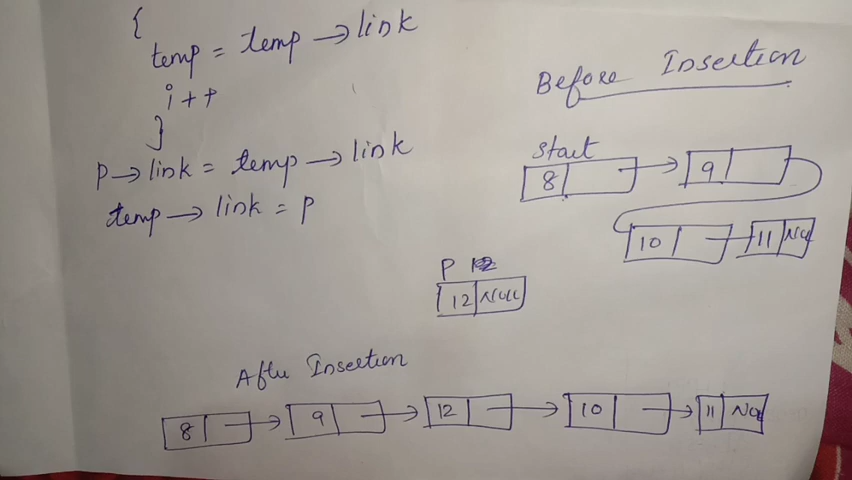 {
temp = temp → link
i++
}
P → link = temp → link
temp → link = P
Before Insertion
Start
8
9
10
11
P
12 NULL
After Insertion
8 9 12 10 11